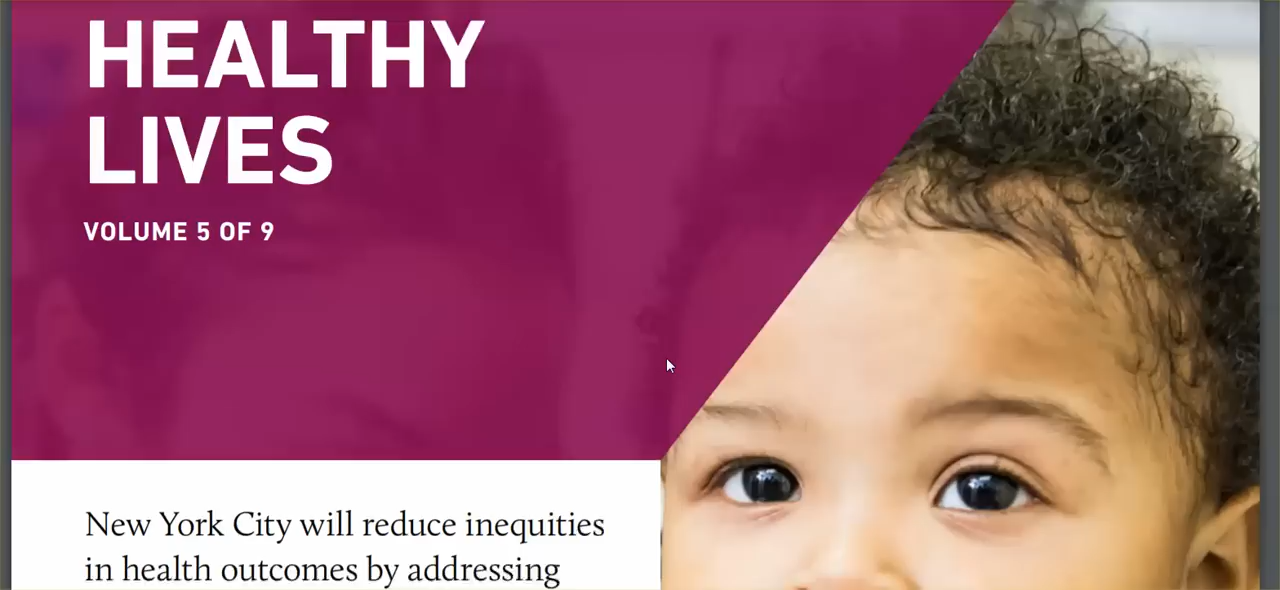 HEALTHY
LIVES
VOLUME 5 OF 9
New York City will reduce inequities
in health outcomes by addressing